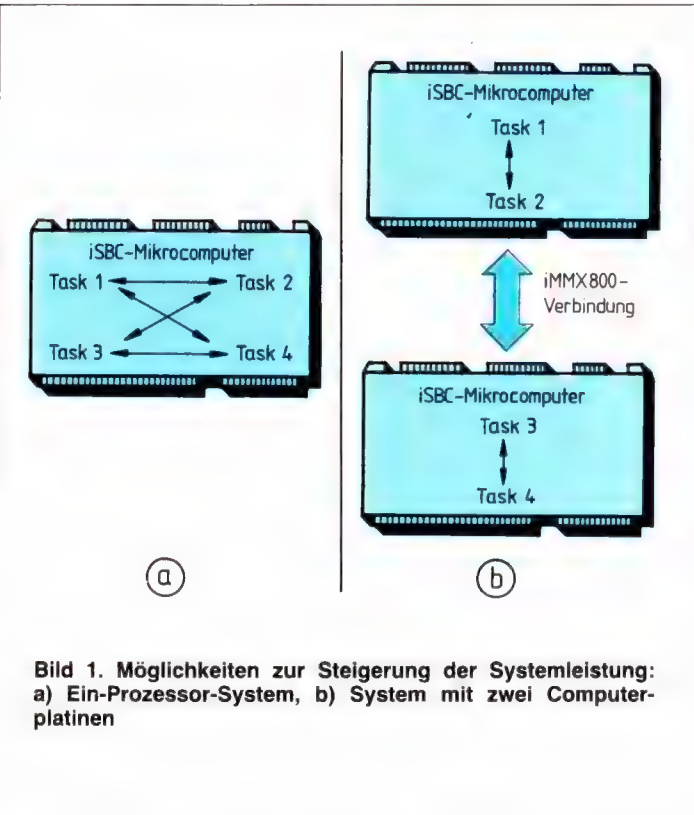 iSBC-Mikrocomputer
Task 1 Task 2
Task 3 Task 4
a
iSBC-Mikrocomputer
Task 1
Task 2
iMMX800-
Verbindung
iSBC-Mikrocomputer
Task 3
Task 4
b
Bild 1. Möglichkeiten zur Steigerung der Systemleistung:
a) Ein-Prozessor-System, b) System mit zwei Computer-
platinen